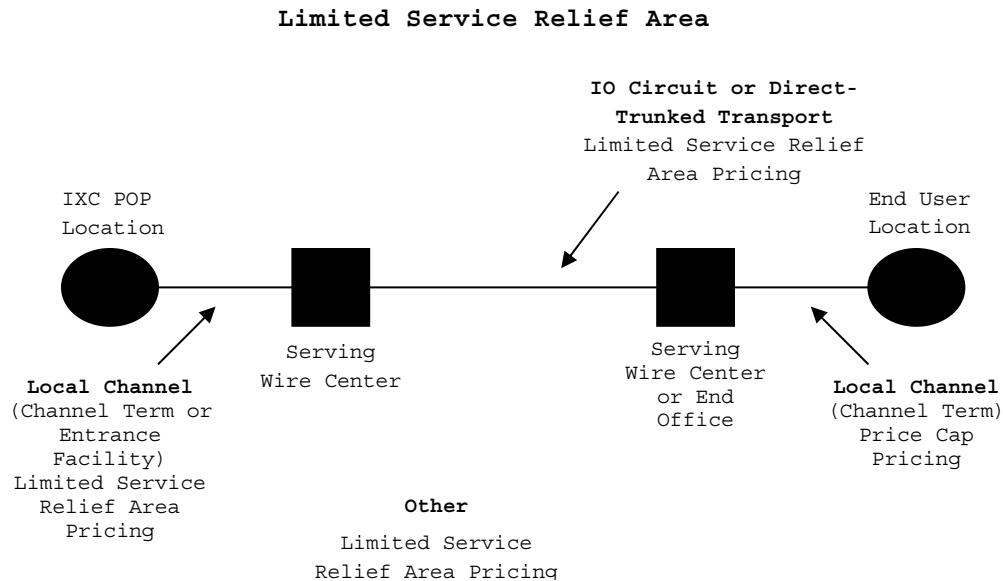 Limited Service Relief Area
IO Circuit or Direct-
Trunked Transport
Limited Service Relief
Area Pricing
IXC POP
Location
End User
Location
Serving
Wire Center
Serving
Wire Center
or End
Office
Local Channel
(Channel Term or
Entrance
Facility)
Limited Service
Relief Area
Pricing
Local Channel
(Channel Term)
Price Cap
Pricing
Other
Limited Service
Relief Area Pricing